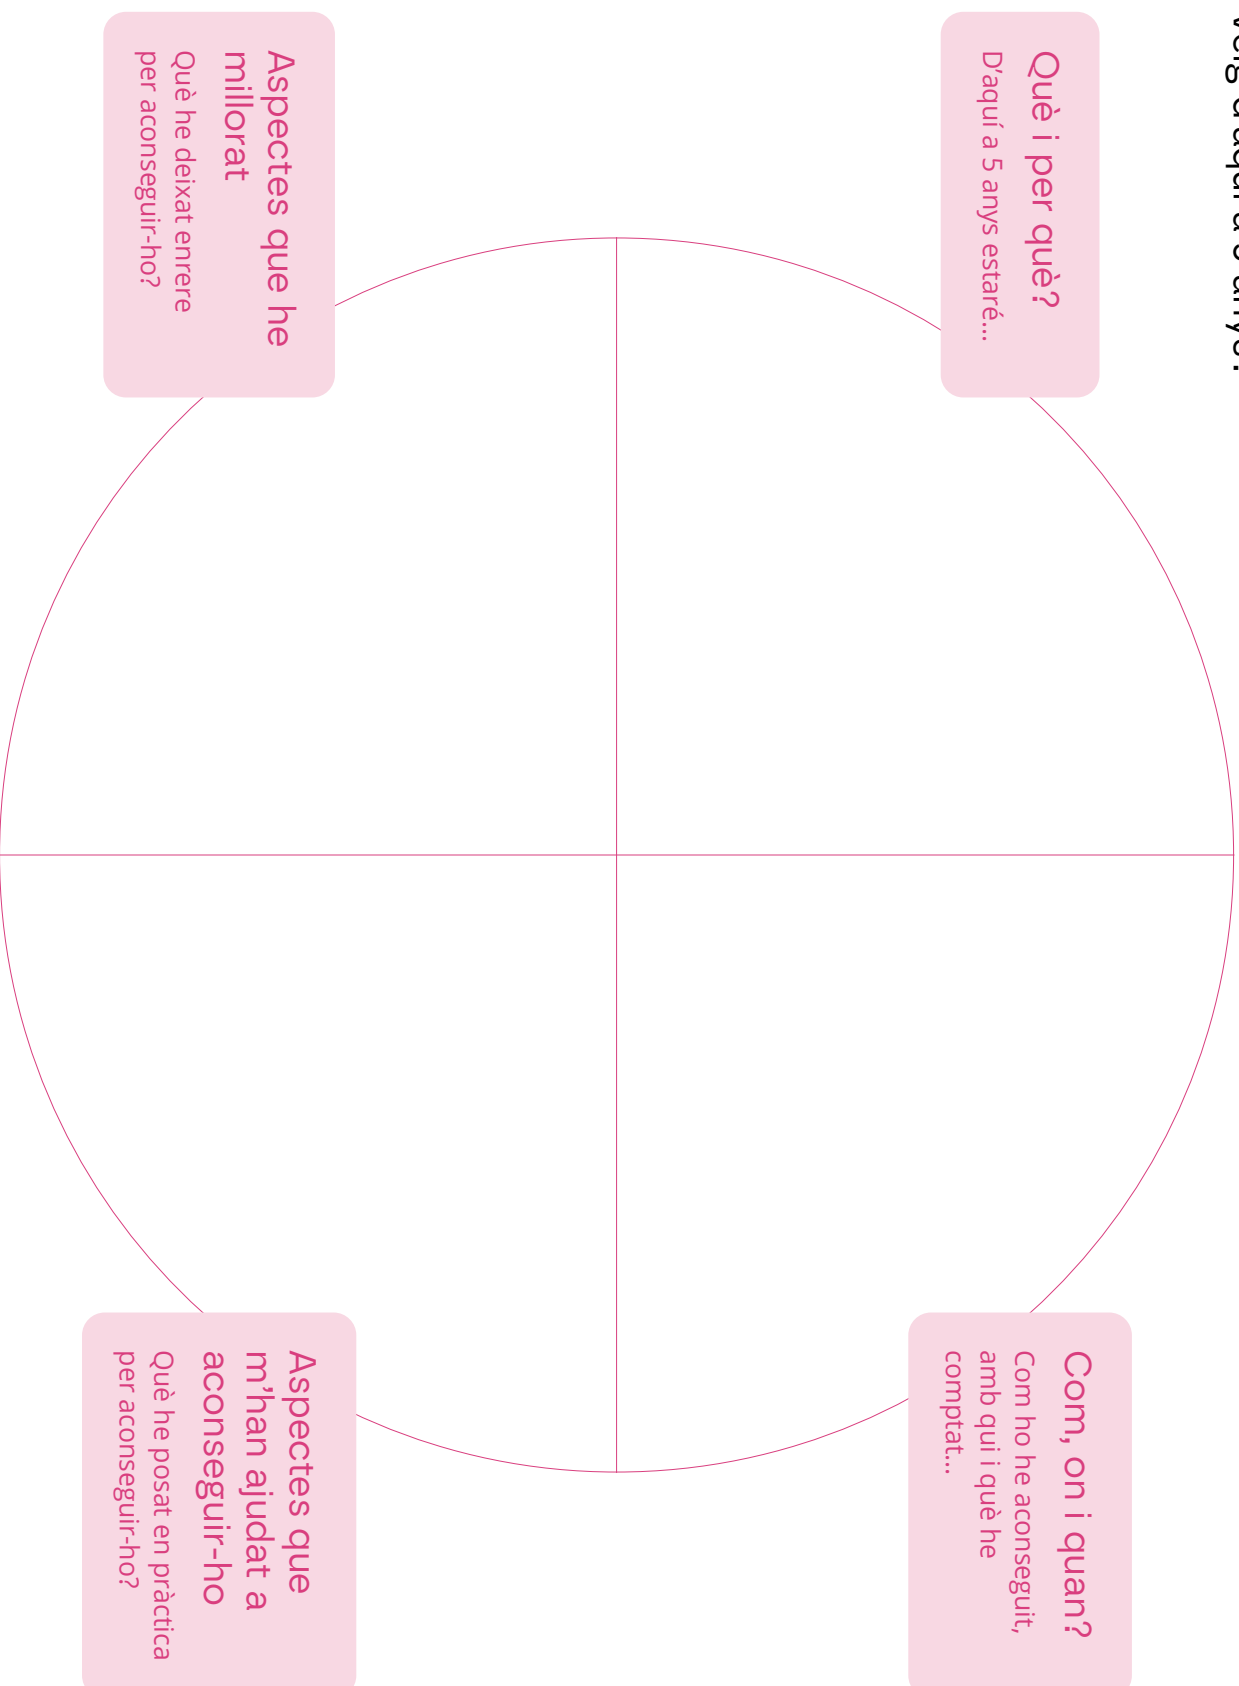 Què i per què?
D'aquí a 5 anys estaré...
Com, on i quan?
Com ho he aconseguit,
amb qui i què he
comptat...
Aspectes que he
millorat
Què he deixat enrere
per aconseguir-ho?
Aspectes que
m'han ajudat a
aconseguir-ho
Què he posat en pràctica
per aconseguir-ho?